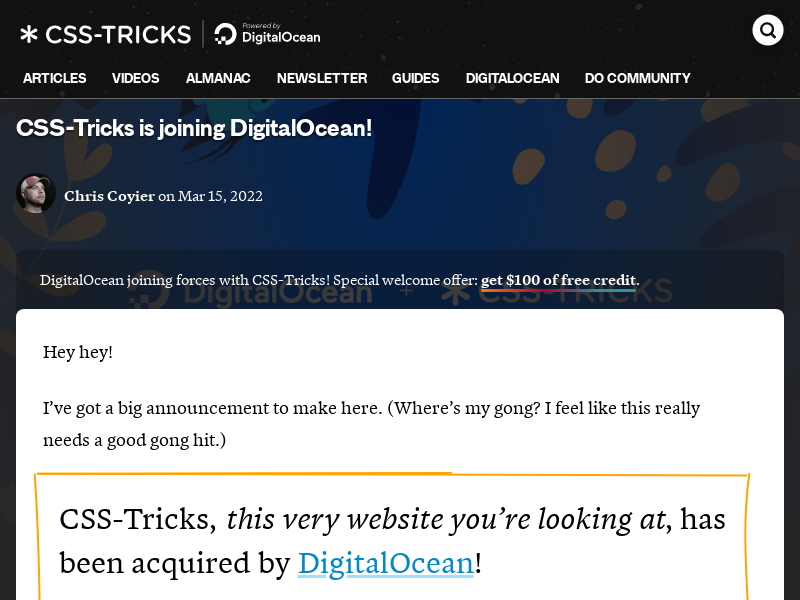 CSS-TRICKS
Powered by
DigitalOcean
ARTICLES VIDEOS ALMANAC NEWSLETTER GUIDES DIGITALOCEAN DO COMMUNITY
CSS-Tricks is joining DigitalOcean!
Chris Coyier on Mar 15, 2022
DigitalOcean joining forces with CSS-Tricks! Special welcome offer: get $100 of free credit.
DigitalOcean + CSS-TRICKS
Hey hey!
I’ve got a big announcement to make here. (Where’s my gong? I feel like this really
needs a good gong hit.)
CSS-Tricks, this very website you’re looking at, has
been acquired by DigitalOcean!